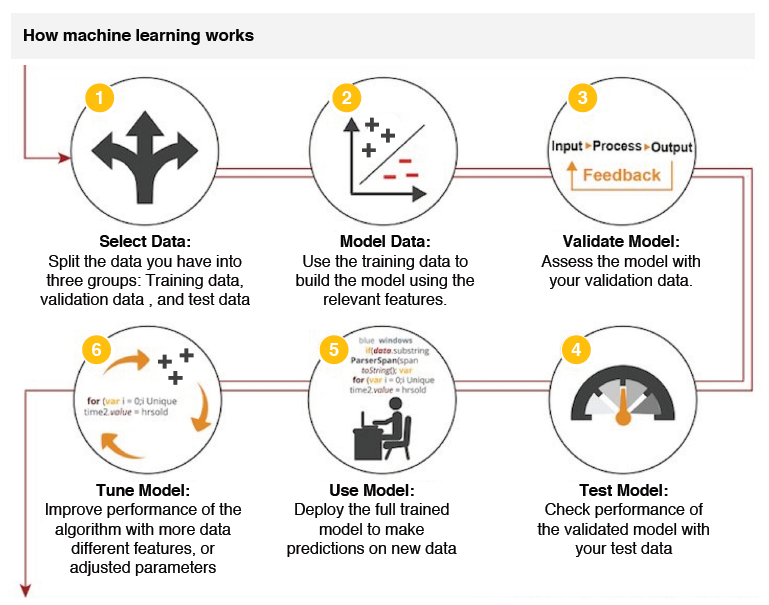 How machine learning works
1
2
3
Input Process Output
Feedback
Select Data:
Split the data you have into
three groups: Training data,
validation data , and test data
Model Data:
Use the training data to
build the model using the
relevant features.
Validate Model:
Assess the model with
your validation data.
6
for (var i = 0;i Unique
time2.value = hrsold
5
blue windows
if(data.substring
ParserSpan(span
toString(); var
for (var i = 0;i Unique
time2.value = hrsold
4
Tune Model:
Improve performance of the
algorithm with more data
different features, or
adjusted parameters
Use Model:
Deploy the full trained
model to make
predictions on new data
Test Model:
Check performance of
the validated model with
your test data